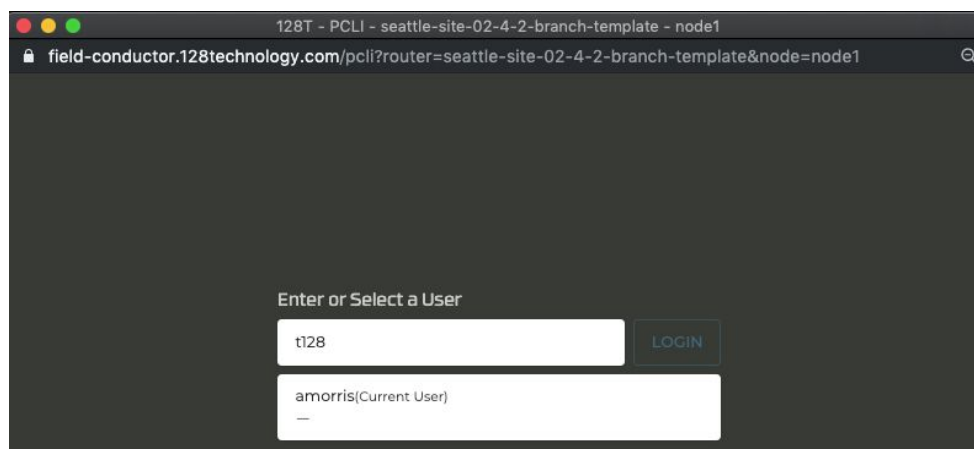 128T - PCLI - seattle-site-02-4-2-branch-template - node1
field-conductor.128technology.com/pcli?router=seattle-site-02-4-2-branch-template&node=node1
Enter or Select a User
t128
LOGIN
amorris(Current User)
—